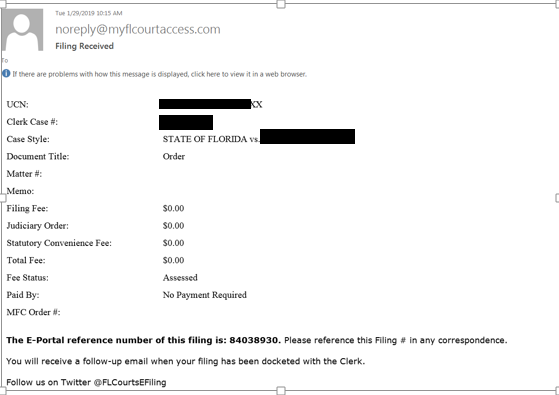 Tue 1/29/2019 10:15 AM
noreply@myflcourtaccess.com
Filing Received
To
If there are problems with how this message is displayed, click here to view it in a web browser.
UCN: XX
Clerk Case #:
Case Style: STATE OF FLORIDA vs.
Document Title: Order
Matter #:
Memo:
Filing Fee: $0.00
Judiciary Order: $0.00
Statutory Convenience Fee: $0.00
Total Fee: $0.00
Fee Status: Assessed
Paid By: No Payment Required
MFC Order #:
The E-Portal reference number of this filing is: 84038930. Please reference this Filing # in any correspondence.
You will receive a follow-up email when your filing has been docketed with the Clerk.
Follow us on Twitter @FLCourtsEFiling